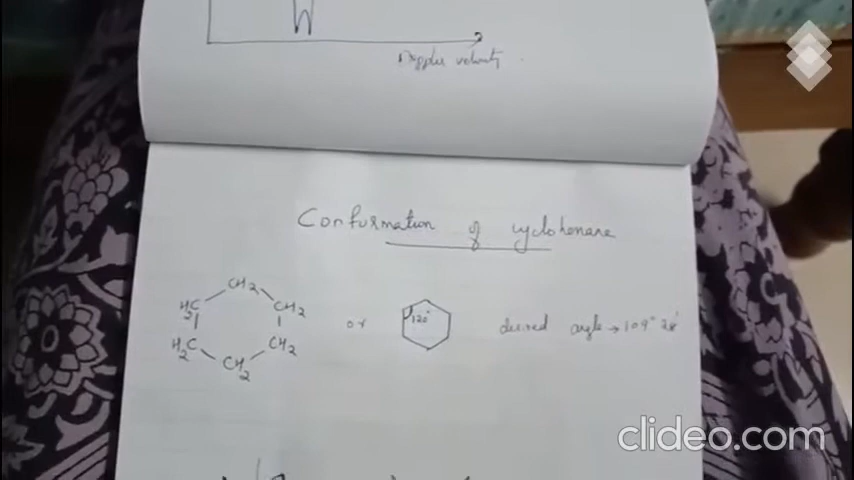 Doppler velocity
Conformation of cyclohexane
CH2
H2C CH2
H2C CH2
CH2
or
120°
desired angle → 109° 28'
clideo.com